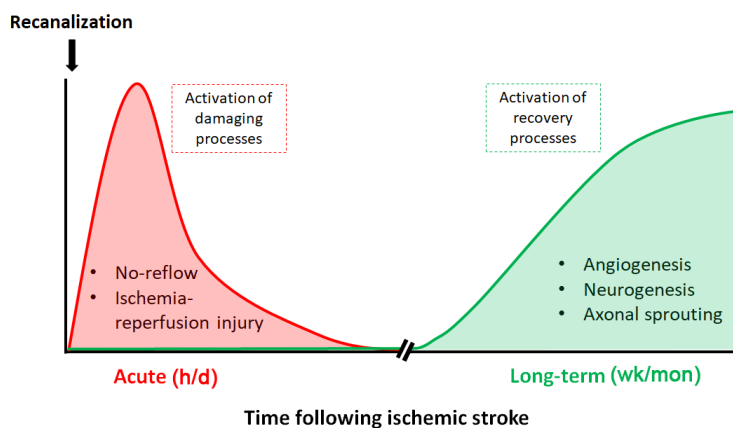 Recanalization
Activation of
damaging
processes
Activation of
recovery
processes
• No-reflow
• Ischemia-
reperfusion injury
• Angiogenesis
• Neurogenesis
• Axonal sprouting
Acute (h/d)
Long-term (wk/mon)
Time following ischemic stroke